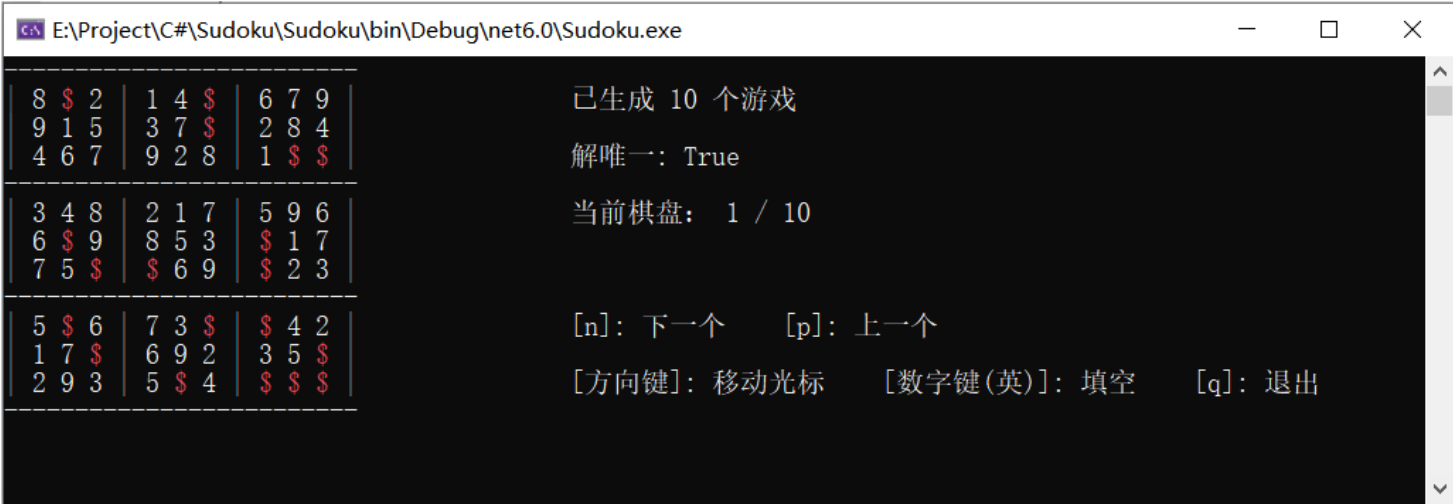 E:\Project\C#\Sudoku\Sudoku\bin\Debug\net6.0\Sudoku.exe
-------------------------
| 8 $ 2 | 1 4 $ | 6 7 9 | 已生成 10 个游戏
| 9 1 5 | 3 7 $ | 2 8 4 |
| 4 6 7 | 9 2 8 | 1 $ $ | 解唯一: True
-------------------------
| 3 4 8 | 2 1 7 | 5 9 6 | 当前棋盘: 1 / 10
| 6 $ 9 | 8 5 3 | $ 1 7 |
| 7 5 $ | $ 6 9 | $ 2 3 |
-------------------------
| 5 $ 6 | 7 3 $ | $ 4 2 | [n]: 下一个 [p]: 上一个
| 1 7 $ | 6 9 2 | 3 5 $ |
| 2 9 3 | 5 $ 4 | $ $ $ | [方向键]: 移动光标 [数字键(英)]: 填空 [q]: 退出
-------------------------